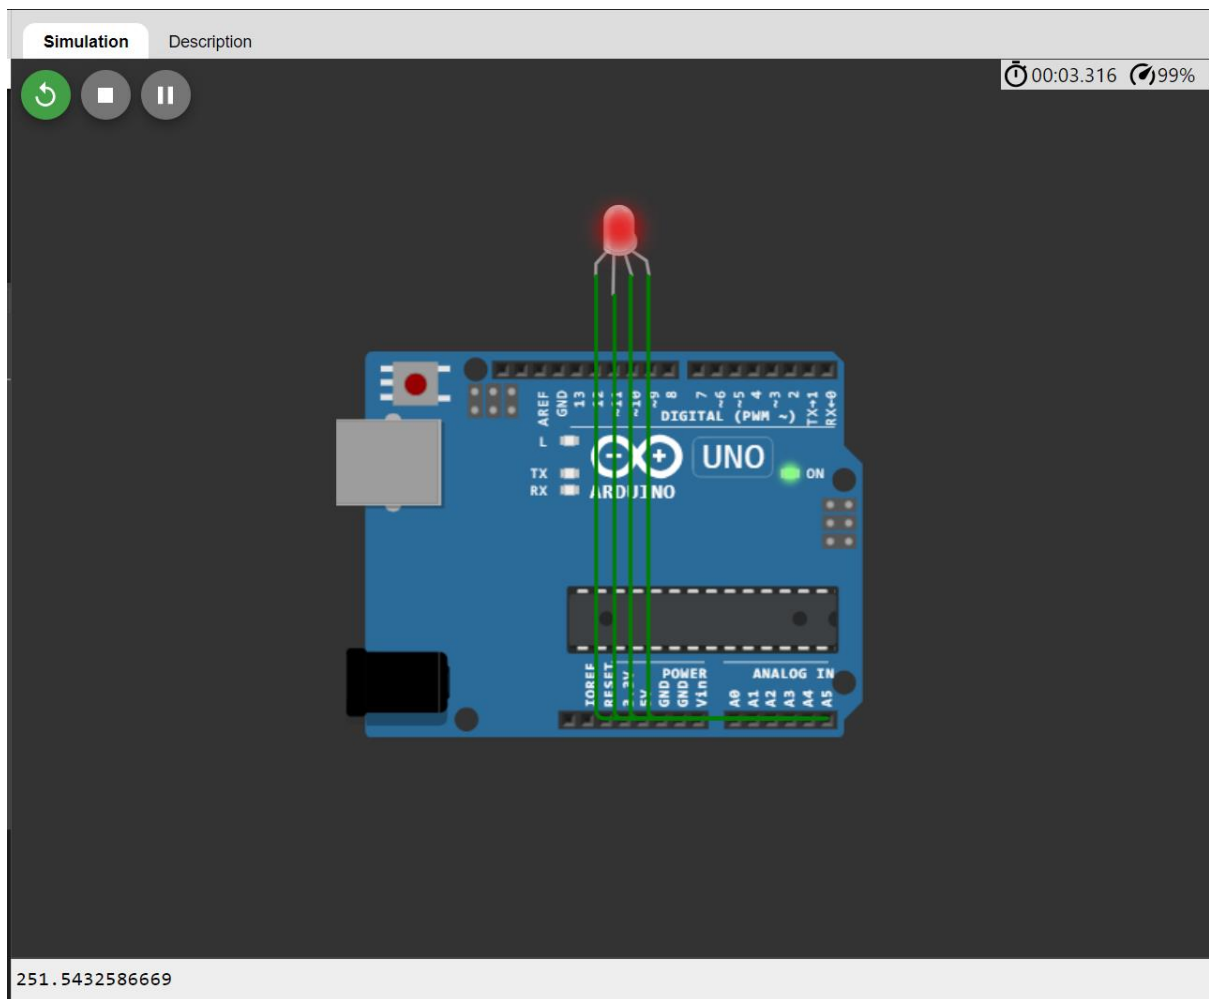 Simulation Description
00:03.316 99%
AREF GND 13 12 ~11 ~10 ~9 8 7 ~6 ~5 4 ~3 2 TX→1 RX←0
DIGITAL (PWM ~)
L
UNO
TX ON
RX ARDUINO
POWER ANALOG IN
IOREF RESET 3.3V 5V GND GND Vin A0 A1 A2 A3 A4 A5
251.5432586669